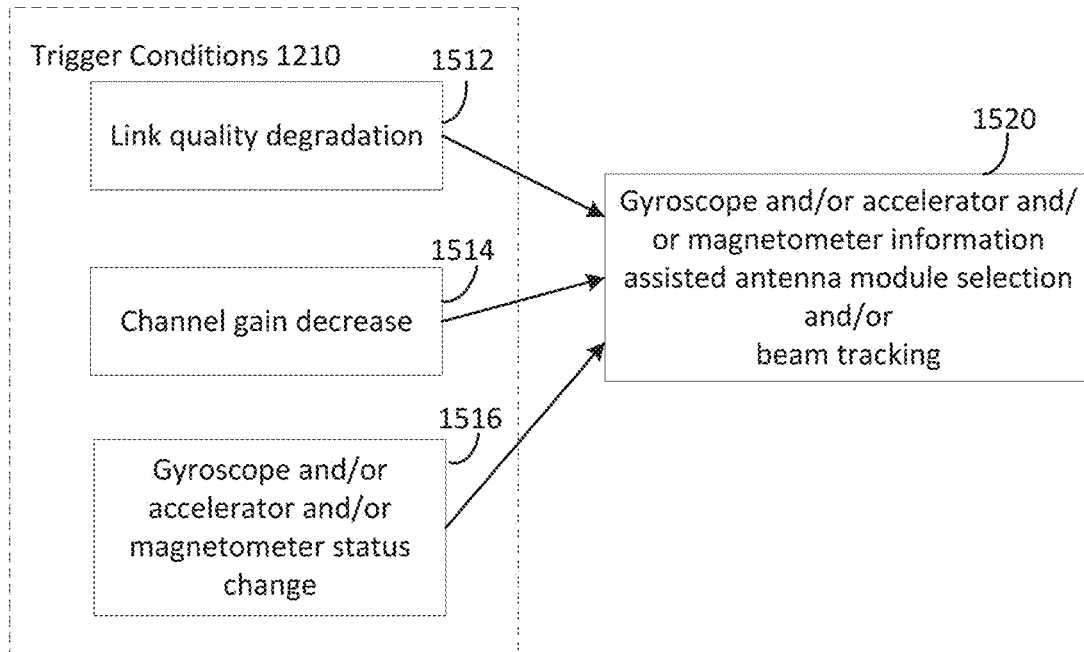 Trigger Conditions 1210
1512
Link quality degradation
1514
Channel gain decrease
1516
Gyroscope and/or
accelerator and/or
magnetometer status
change
1520
Gyroscope and/or accelerator and/
or magnetometer information
assisted antenna module selection
and/or
beam tracking